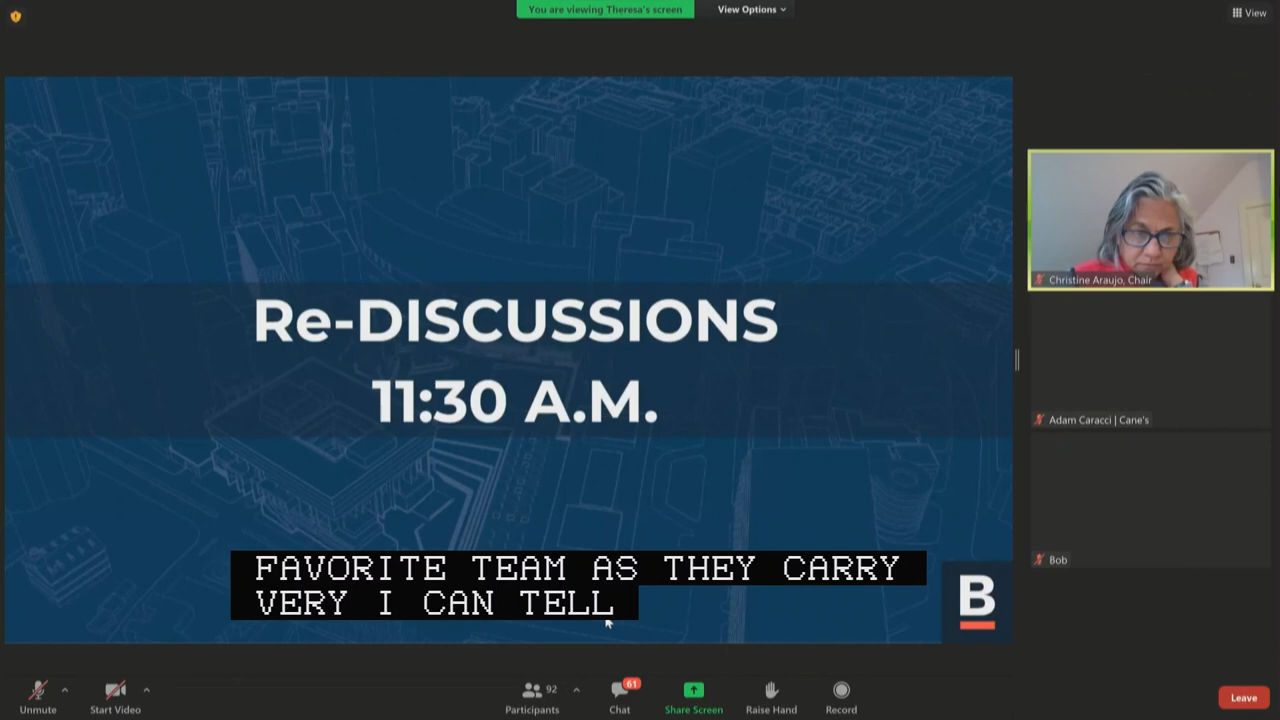 You are viewing Theresa's screen
View Options
View
Re-DISCUSSIONS
11:30 A.M.
FAVORITE TEAM AS THEY CARRY
VERY I CAN TELL
B
Christine Araujo, Chair
Adam Caracci | Cane's
Bob
Unmute
Start Video
92
Participants
61
Chat
Share Screen
Raise Hand
Record
Leave